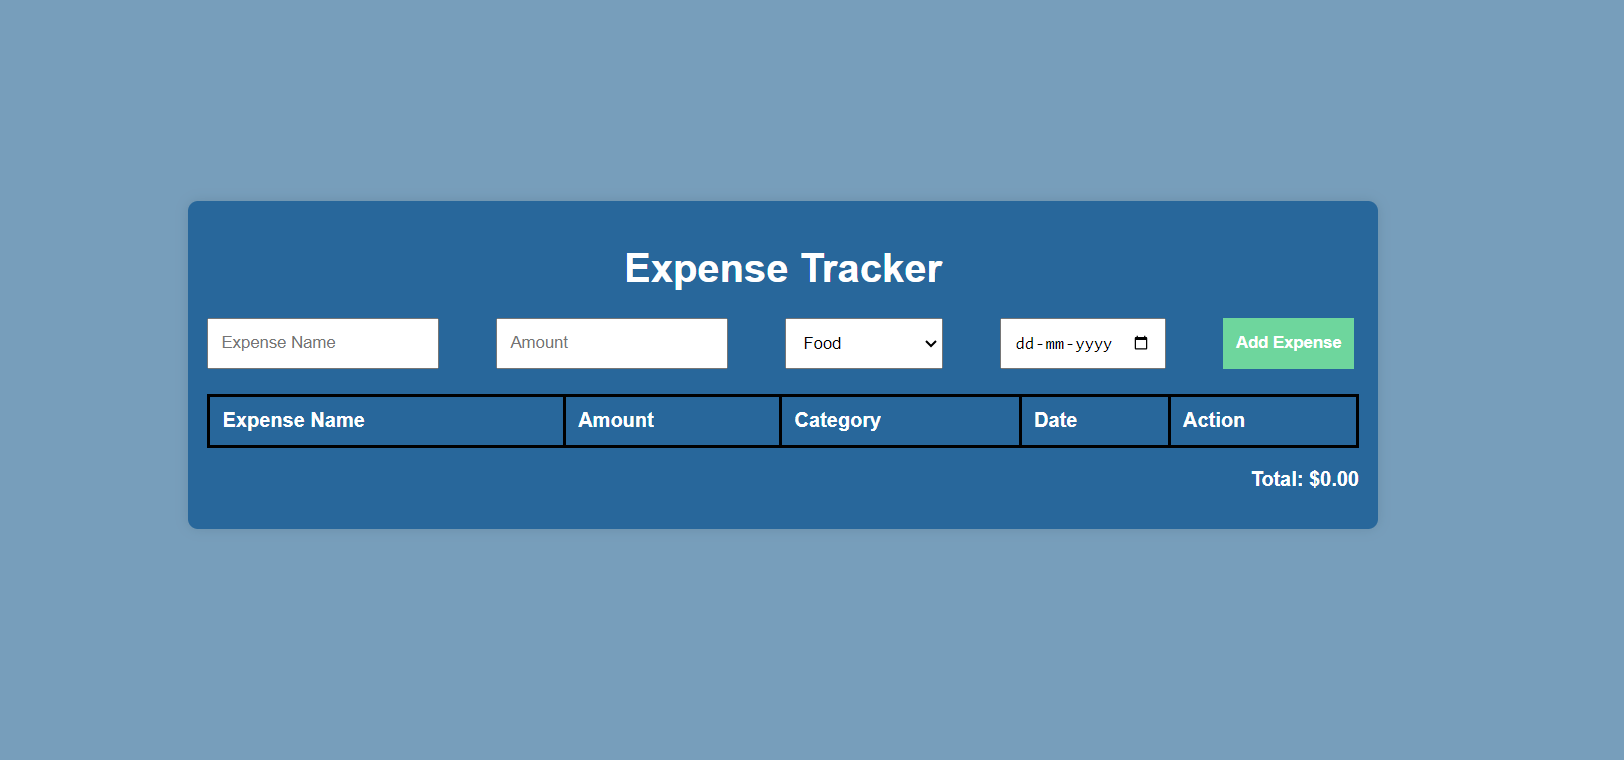 Expense Tracker
Expense Name Amount Food dd-mm-yyyy Add Expense
Expense Name Amount Category Date Action
Total: $0.00